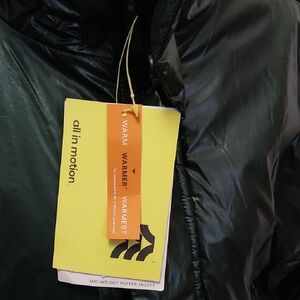 all in motion
WARM WARMER WARMEST
MID-WEIGHT PUFFER JACKET